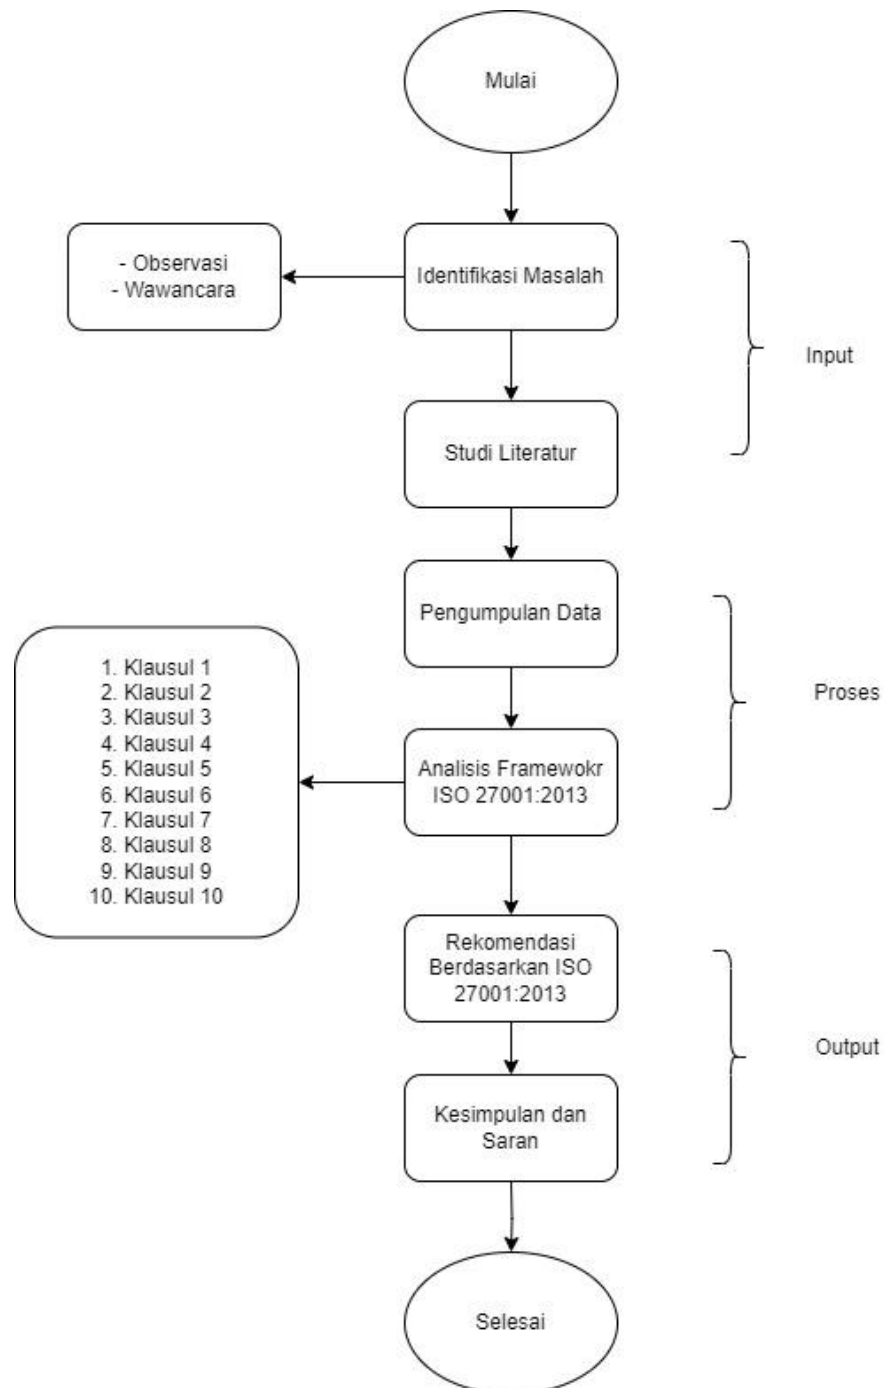 Mulai
- Observasi
- Wawancara
Identifikasi Masalah
Input
Studi Literatur
Pengumpulan Data
Proses
1. Klausul 1
2. Klausul 2
3. Klausul 3
4. Klausul 4
5. Klausul 5
6. Klausul 6
7. Klausul 7
8. Klausul 8
9. Klausul 9
10. Klausul 10
Analisis Framewokr
ISO 27001:2013
Rekomendasi
Berdasarkan ISO
27001:2013
Output
Kesimpulan dan
Saran
Selesai